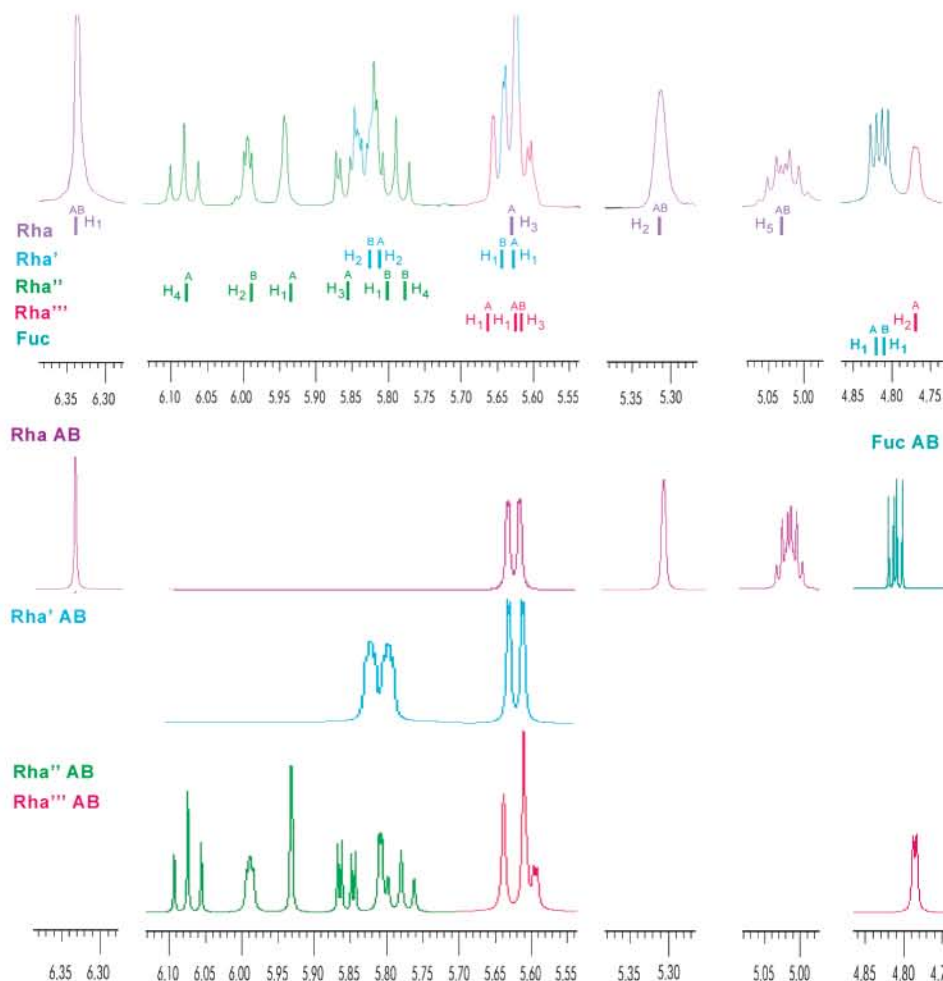 AB AB A A AB AB
Rha H1 H3 H2 H5
B A B A
Rha' H2 H2 H1 H1
A B A A B B
Rha'' H4 H2 H1 H3 H1 H4
A AB A
Rha''' H1 H1 H3 H2
A B
Fuc H1 H1
6.35 6.30 6.10 6.05 6.00 5.95 5.90 5.85 5.80 5.75 5.70 5.65 5.60 5.55 5.35 5.30 5.05 5.00 4.85 4.80 4.75
Rha AB Fuc AB
Rha' AB
Rha'' AB
Rha''' AB
6.35 6.30 6.10 6.05 6.00 5.95 5.90 5.85 5.80 5.75 5.70 5.65 5.60 5.55 5.35 5.30 5.05 5.00 4.85 4.80 4.7